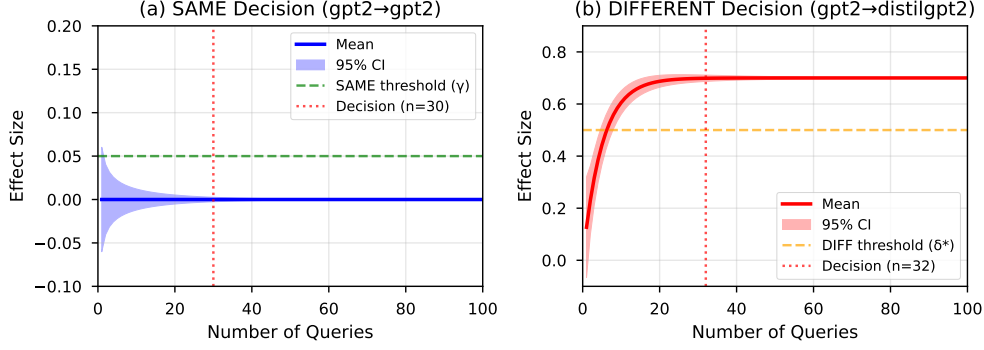 (a) SAME Decision (gpt2→gpt2)
0.20
0.15
0.10
0.05
0.00
−0.05
−0.10
Effect Size
0
20
40
60
80
100
Number of Queries
Mean
95% CI
SAME threshold (γ)
Decision (n=30)
(b) DIFFERENT Decision (gpt2→distilgpt2)
0.8
0.6
0.4
0.2
0.0
Effect Size
0
20
40
60
80
100
Number of Queries
Mean
95% CI
DIFF threshold (δ*)
Decision (n=32)